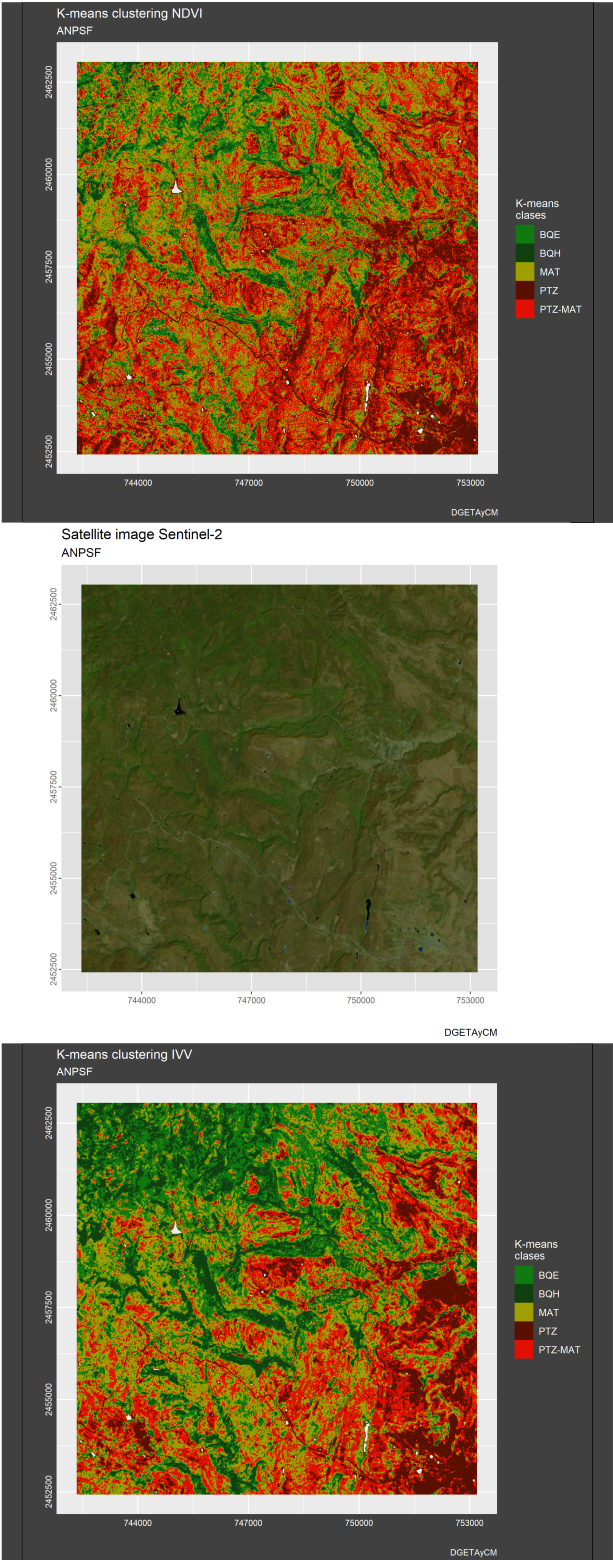 K-means clustering NDVI
ANPSF
2462500
2460000
2457500
2455000
2452500
744000
747000
750000
753000
K-means
clases
BQE
BQH
MAT
PTZ
PTZ-MAT
DGETAyCM
Satellite image Sentinel-2
ANPSF
2462500
2460000
2457500
2455000
2452500
744000
747000
750000
753000
DGETAyCM
K-means clustering IVV
ANPSF
2462500
2460000
2457500
2455000
2452500
744000
747000
750000
753000
K-means
clases
BQE
BQH
MAT
PTZ
PTZ-MAT
DGETAyCM